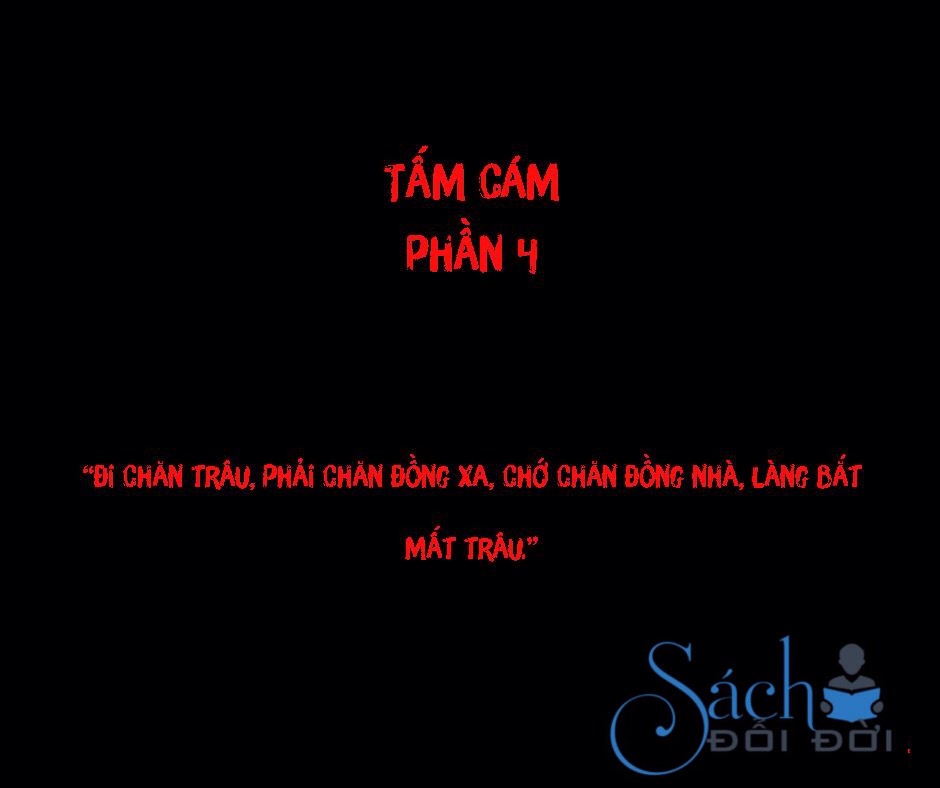 TẤM CÁM
PHẦN 4
“ĐI CHĂN TRÂU, PHẢI CHĂN ĐỒNG XA, CHỚ CHĂN ĐỒNG NHÀ, LÀNG BẮT
MẤT TRÂU.”
Sách
ĐỔI ĐỜI